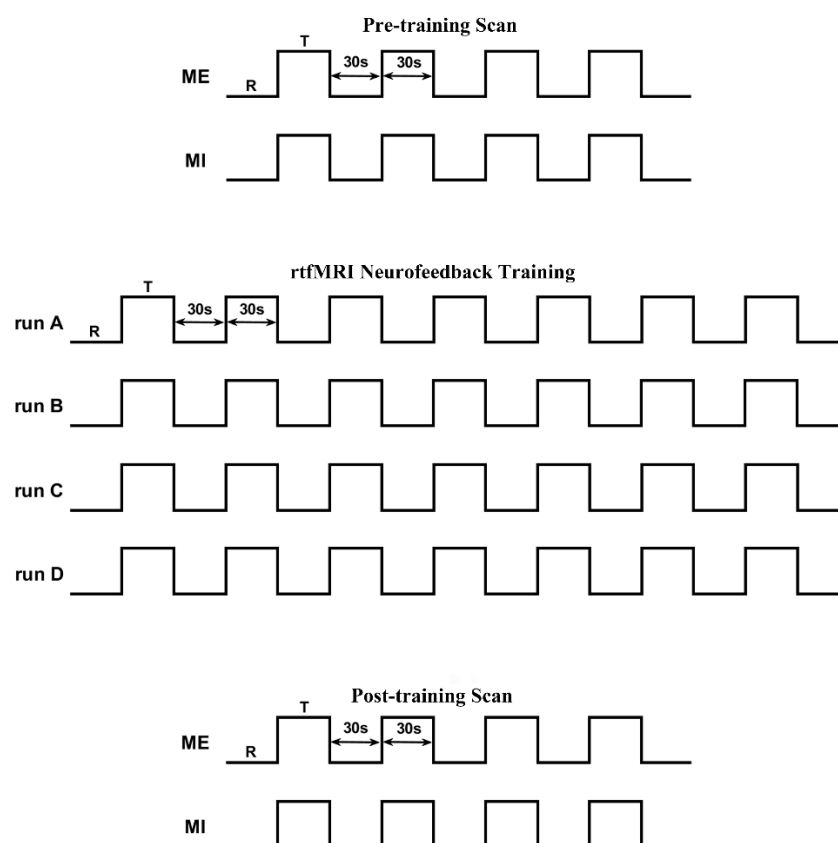 Pre-training Scan
T
30s 30s
ME
R
MI
rtfMRI Neurofeedback Training
T
30s 30s
run A
R
run B
run C
run D
Post-training Scan
T
30s 30s
ME
R
MI